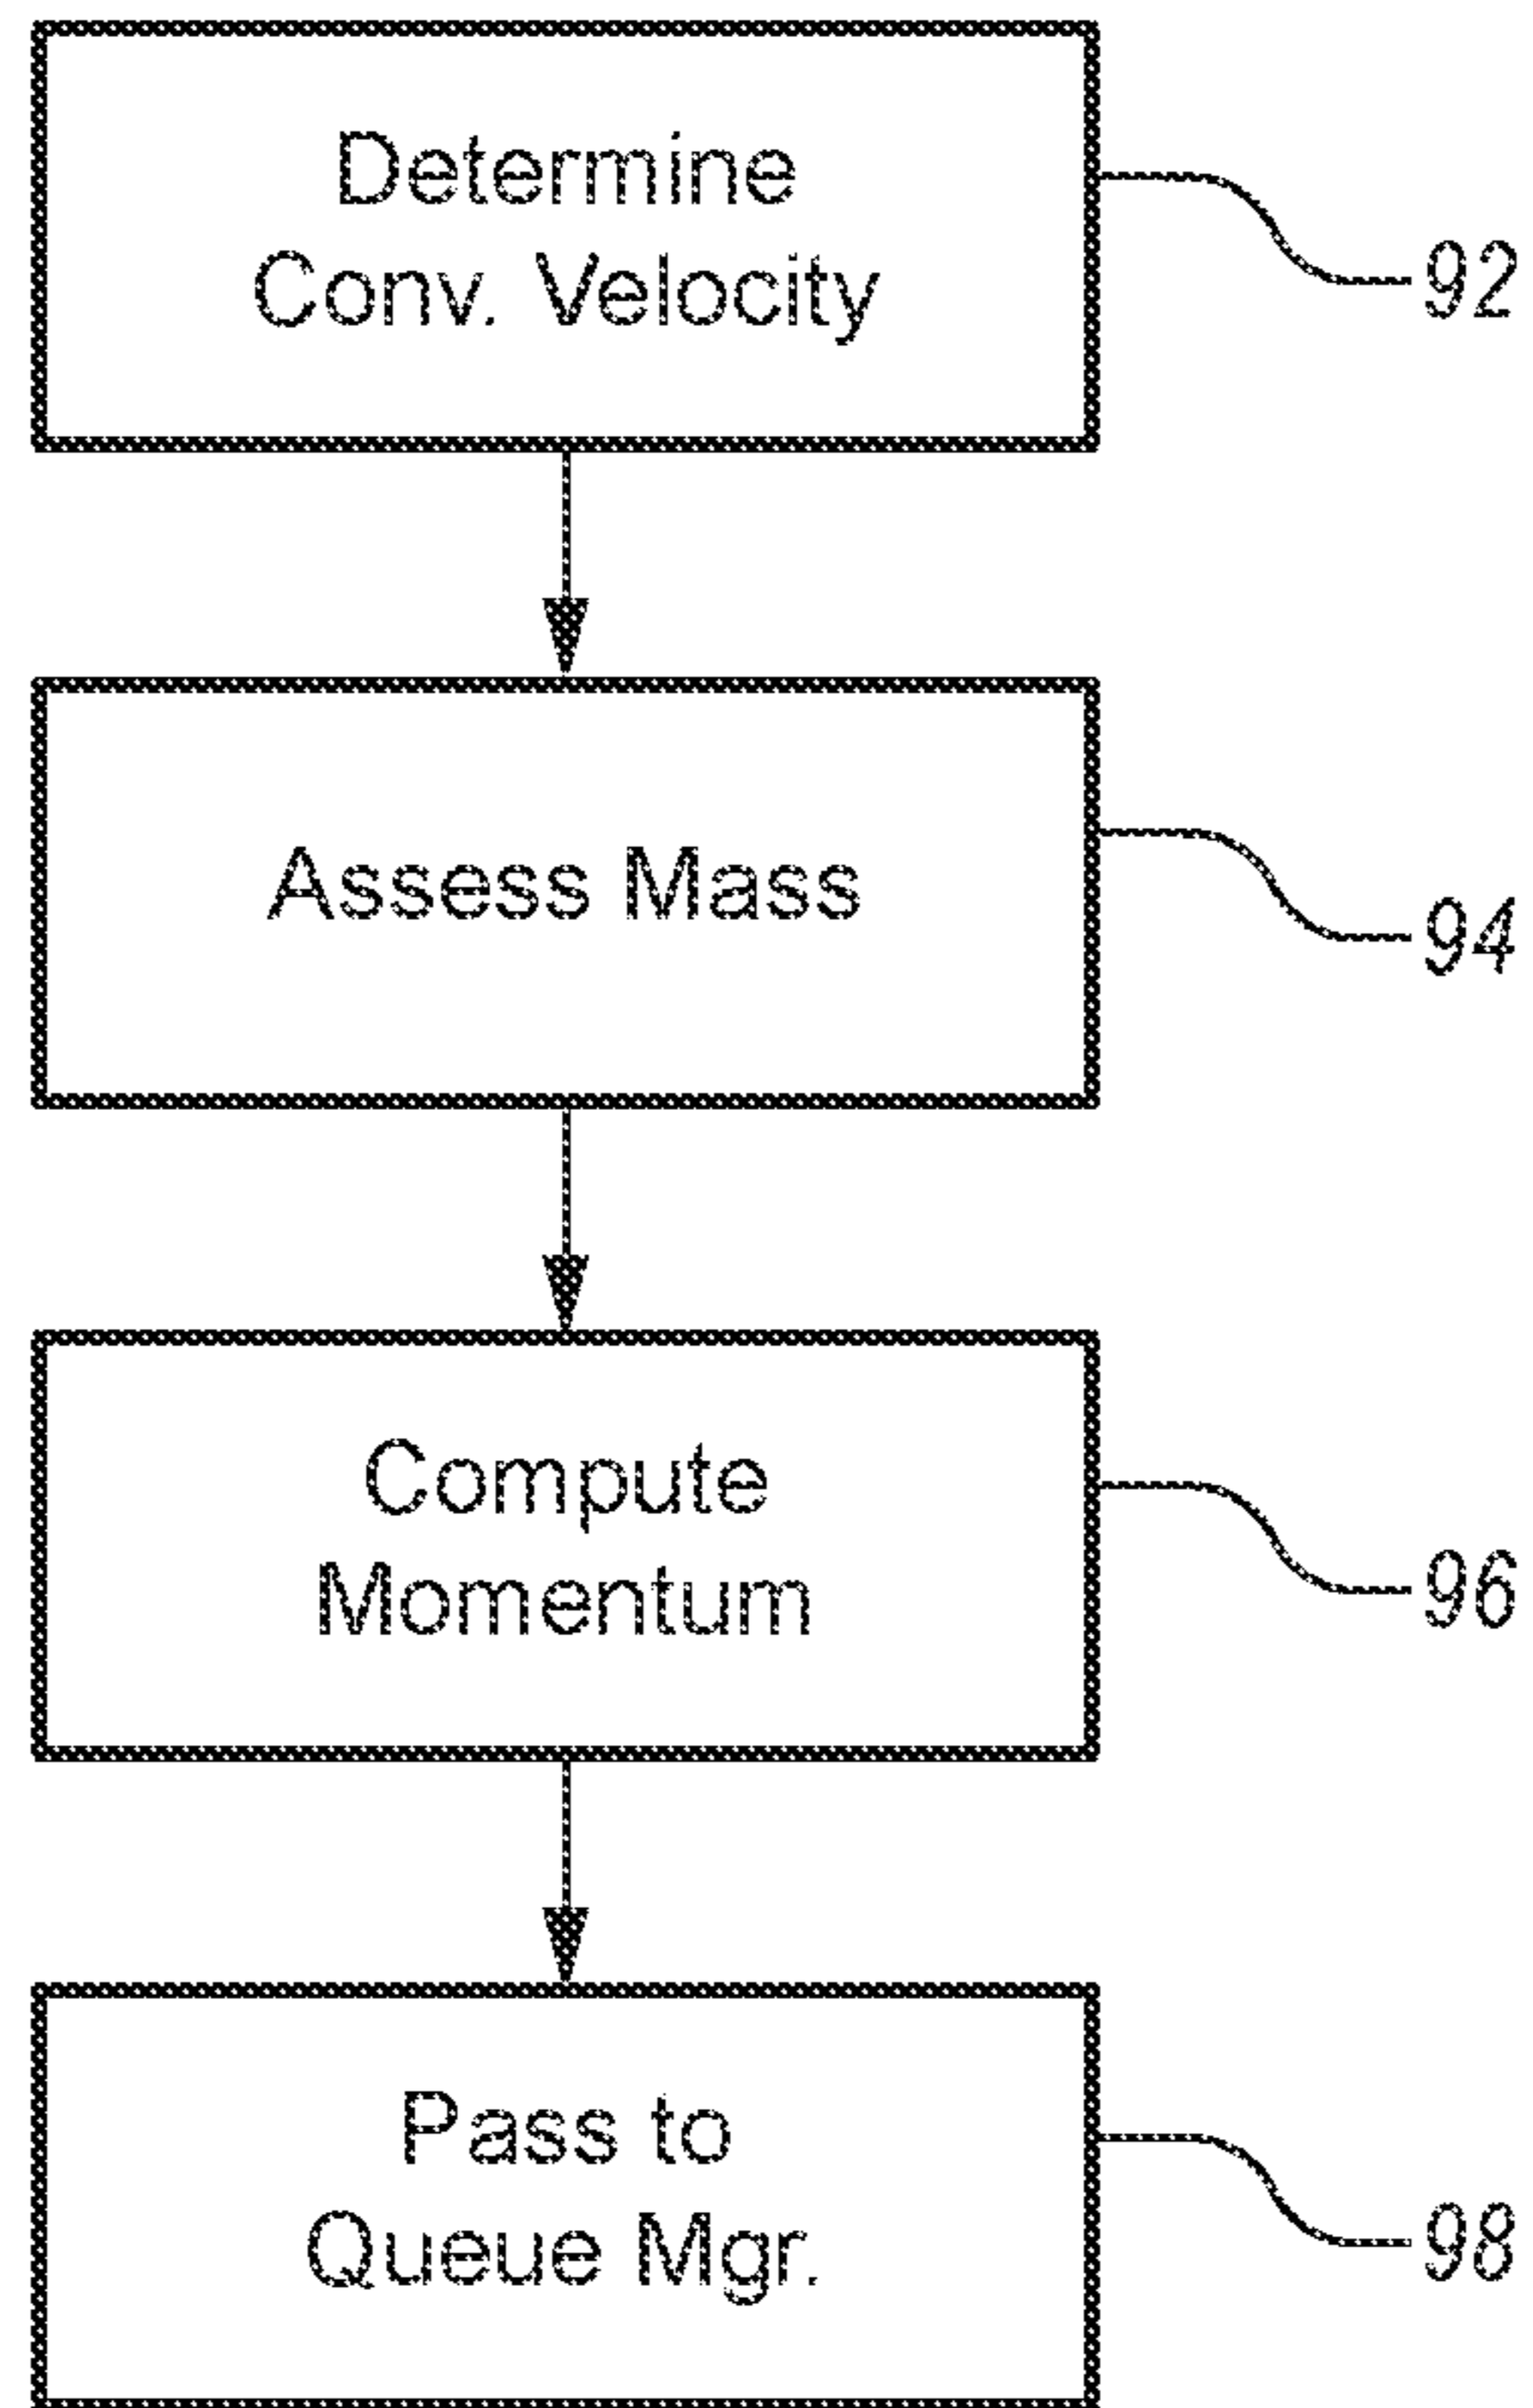 Determine
Conv. Velocity
92
Assess Mass
94
Compute
Momentum
96
Pass to
Queue Mgr.
98